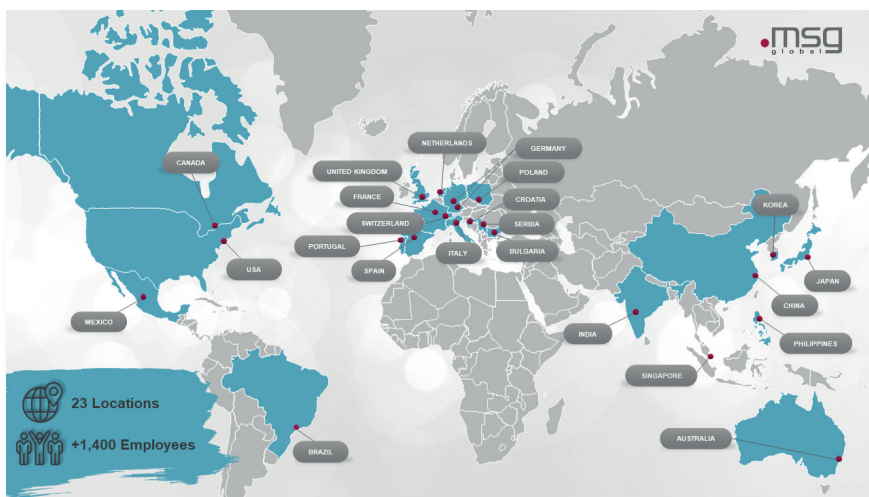 msg
global
NETHERLANDS
GERMANY
CANADA
UNITED KINGDOM
POLAND
FRANCE
CROATIA
KOREA
SWITZERLAND
SERBIA
PORTUGAL
ITALY
BULGARIA
USA
SPAIN
JAPAN
CHINA
MEXICO
INDIA
PHILIPPINES
SINGAPORE
23 Locations
AUSTRALIA
+1,400 Employees
BRAZIL